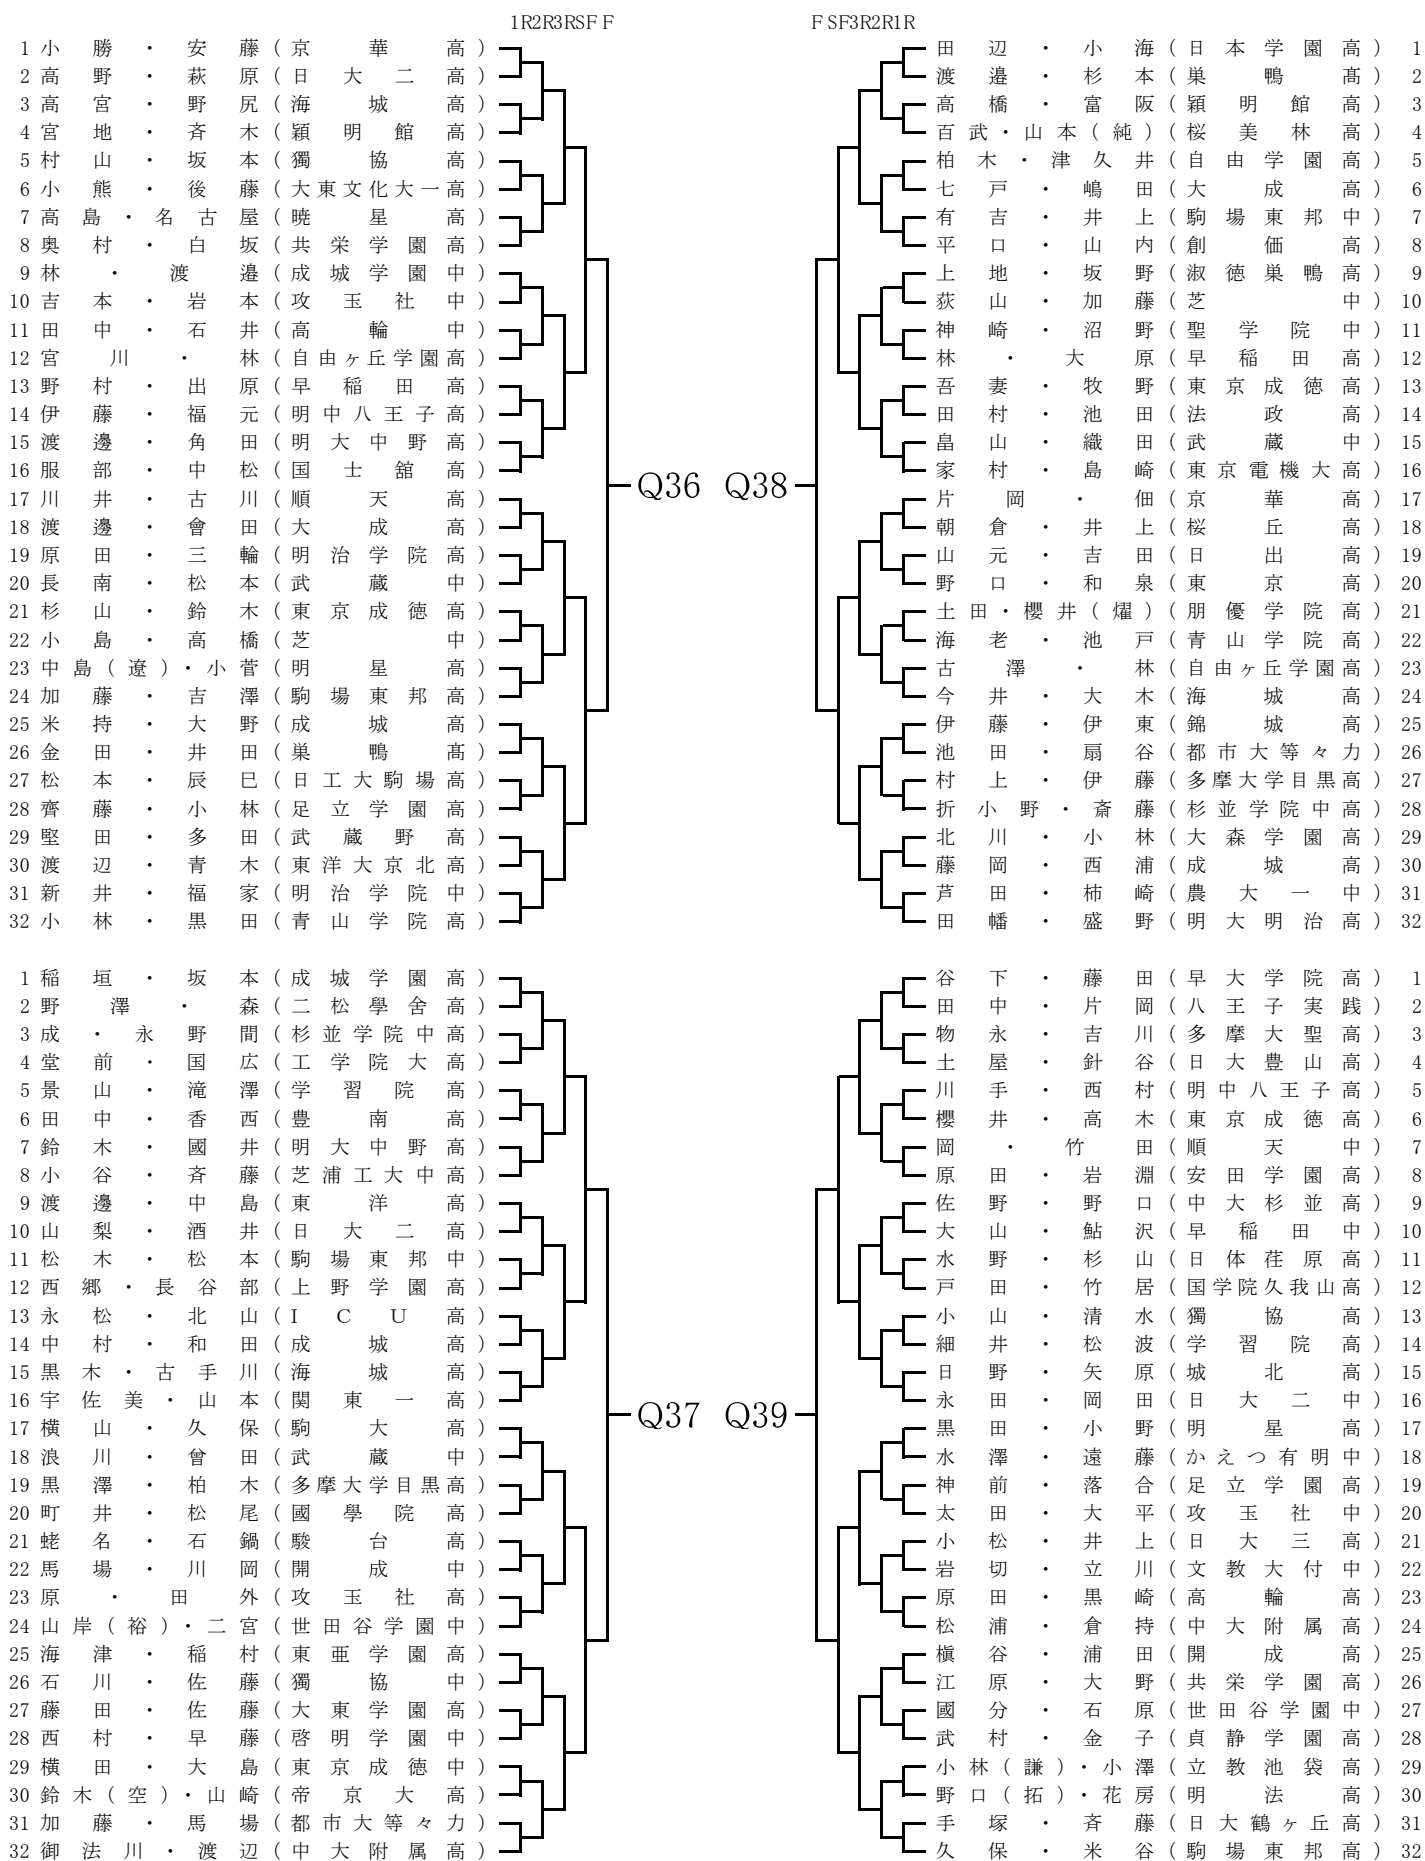 1R2R3RSF F
F SF3R2R1R
1 小勝・安藤(京華高)
2 高野・萩原(日大二高)
3 高宮・野尻(海城高)
4 宮地・斉木(穎明館高)
5 村山・坂本(獨協高)
6 小熊・後藤(大東文化大一高)
7 高島・名古屋(暁星高)
8 奥村・白坂(共栄学園高)
9 林・渡邉(成城学園中)
10 吉本・岩本(攻玉社中)
11 田中・石井(高輪中)
12 宮川・林(自由ヶ丘学園高)
13 野村・出原(早稲田高)
14 伊藤・福元(明中八王子高)
15 渡邊・角田(明大中野高)
16 服部・中松(国士舘高)
17 川井・古川(順天高)
18 渡邊・會田(大成高)
19 原田・三輪(明治学院高)
20 長南・松本(武蔵中)
21 杉山・鈴木(東京成徳高)
22 小島・高橋(芝中)
23 中島(遼)・小菅(明星高)
24 加藤・吉澤(駒場東邦高)
25 米持・大野(成城高)
26 金田・井田(巣鴨髙)
27 松本・辰巳(日工大駒場高)
28 齊藤・小林(足立学園高)
29 堅田・多田(武蔵野高)
30 渡辺・青木(東洋大京北高)
31 新井・福家(明治学院中)
32 小林・黒田(青山学院高)
Q36
田辺・小海(日本学園高) 1
渡邉・杉本(巣鴨髙) 2
高橋・富阪(穎明館高) 3
百武・山本(純)(桜美林高) 4
柏木・津久井(自由学園高) 5
七戸・嶋田(大成高) 6
有吉・井上(駒場東邦中) 7
平口・山内(創価高) 8
上地・坂野(淑徳巣鴨高) 9
荻山・加藤(芝中) 10
神崎・沼野(聖学院中) 11
林・大原(早稲田高) 12
吾妻・牧野(東京成徳高) 13
田村・池田(法政高) 14
畠山・織田(武蔵中) 15
家村・島崎(東京電機大高) 16
片岡・佃(京華高) 17
朝倉・井上(桜丘高) 18
山元・吉田(日出高) 19
野口・和泉(東京高) 20
土田・櫻井(燿)(朋優学院高) 21
海老・池戸(青山学院高) 22
古澤・林(自由ヶ丘学園高) 23
今井・大木(海城高) 24
伊藤・伊東(錦城高) 25
池田・扇谷(都市大等々力) 26
村上・伊藤(多摩大学目黒高) 27
折小野・斎藤(杉並学院中高) 28
北川・小林(大森学園高) 29
藤岡・西浦(成城高) 30
芦田・柿崎(農大一中) 31
田幡・盛野(明大明治高) 32
Q38
1 稲垣・坂本(成城学園高)
2 野澤・森(二松學舎高)
3 成・永野間(杉並学院中高)
4 堂前・国広(工学院大高)
5 景山・滝澤(学習院高)
6 田中・香西(豊南高)
7 鈴木・國井(明大中野高)
8 小谷・斉藤(芝浦工大中高)
9 渡邊・中島(東洋高)
10 山梨・酒井(日大二高)
11 松木・松本(駒場東邦中)
12 西郷・長谷部(上野学園高)
13 永松・北山(ICU高)
14 中村・和田(成城高)
15 黒木・古手川(海城高)
16 宇佐美・山本(関東一高)
17 横山・久保(駒大高)
18 浪川・曾田(武蔵中)
19 黒澤・柏木(多摩大学目黒高)
20 町井・松尾(國學院高)
21 蛯名・石鍋(駿台高)
22 馬場・川岡(開成中)
23 原・田外(攻玉社高)
24 山岸(裕)・二宮(世田谷学園中)
25 海津・稲村(東亜学園高)
26 石川・佐藤(獨協中)
27 藤田・佐藤(大東学園高)
28 西村・早藤(啓明学園中)
29 横田・大島(東京成徳中)
30 鈴木(空)・山崎(帝京大高)
31 加藤・馬場(都市大等々力)
32 御法川・渡辺(中大附属高)
Q37
谷下・藤田(早大学院高) 1
田中・片岡(八王子実践) 2
物永・吉川(多摩大聖高) 3
土屋・針谷(日大豊山高) 4
川手・西村(明中八王子高) 5
櫻井・高木(東京成徳高) 6
岡・竹田(順天中) 7
原田・岩淵(安田学園高) 8
佐野・野口(中大杉並高) 9
大山・鮎沢(早稲田中) 10
水野・杉山(日体荏原高) 11
戸田・竹居(国学院久我山高) 12
小山・清水(獨協高) 13
細井・松波(学習院高) 14
日野・矢原(城北高) 15
永田・岡田(日大二中) 16
黒田・小野(明星高) 17
水澤・遠藤(かえつ有明中) 18
神前・落合(足立学園高) 19
太田・大平(攻玉社中) 20
小松・井上(日大三高) 21
岩切・立川(文教大付中) 22
原田・黒崎(高輪高) 23
松浦・倉持(中大附属高) 24
槇谷・浦田(開成高) 25
江原・大野(共栄学園高) 26
國分・石原(世田谷学園中) 27
武村・金子(貞静学園高) 28
小林(謙)・小澤(立教池袋高) 29
野口(拓)・花房(明法高) 30
手塚・斉藤(日大鶴ヶ丘高) 31
久保・米谷(駒場東邦高) 32
Q39